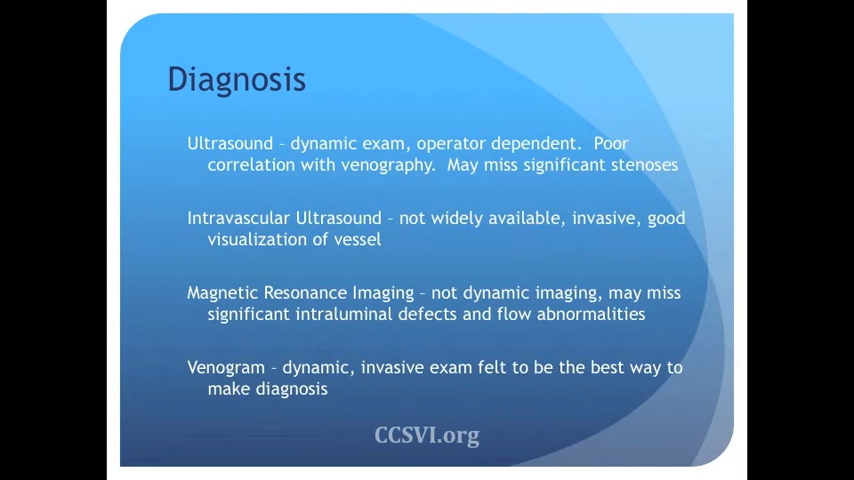 Diagnosis
Ultrasound – dynamic exam, operator dependent.  Poor
correlation with venography.  May miss significant stenoses
Intravascular Ultrasound – not widely available, invasive, good
visualization of vessel
Magnetic Resonance Imaging – not dynamic imaging, may miss
significant intraluminal defects and flow abnormalities
Venogram – dynamic, invasive exam felt to be the best way to
make diagnosis
CCSVI.org